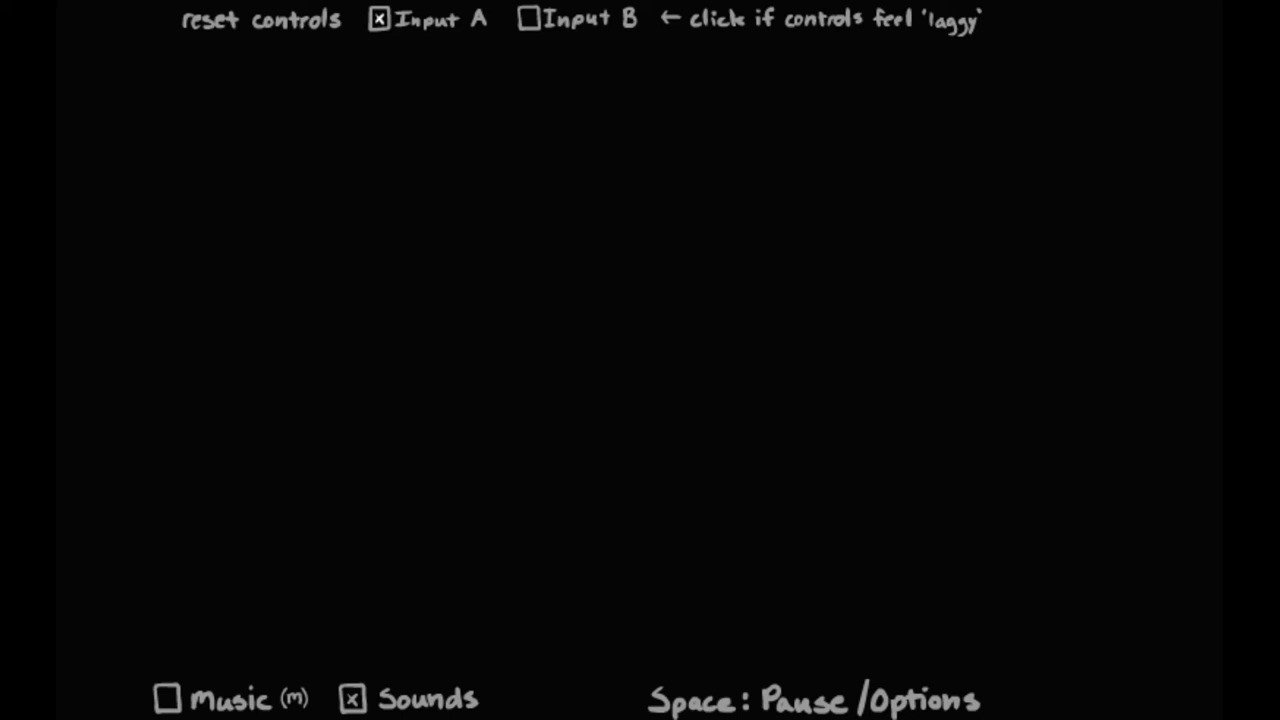 reset controls [x] Input A [ ] Input B ← click if controls feel 'laggy'
[ ] Music (m) [x] Sounds Space: Pause/Options